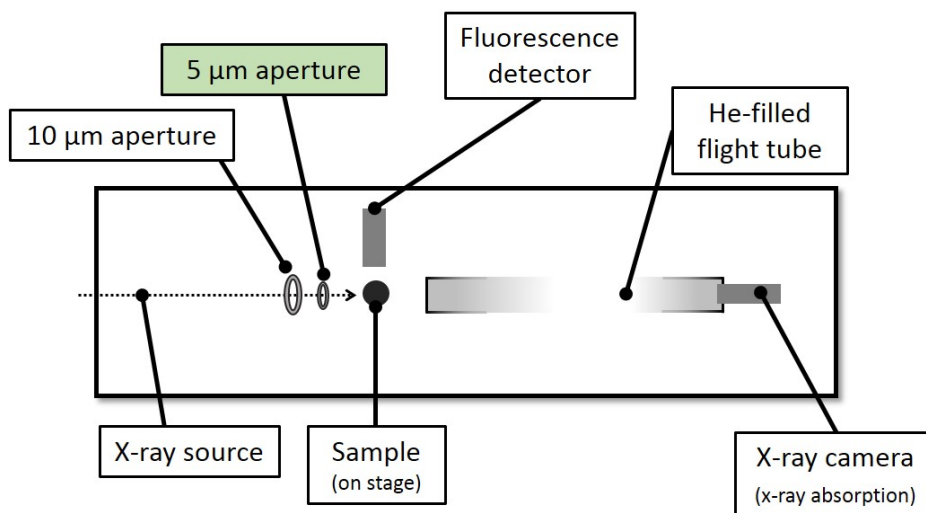 Fluorescence
detector
5 µm aperture
10 µm aperture
He-filled
flight tube
X-ray source
Sample
(on stage)
X-ray camera
(x-ray absorption)